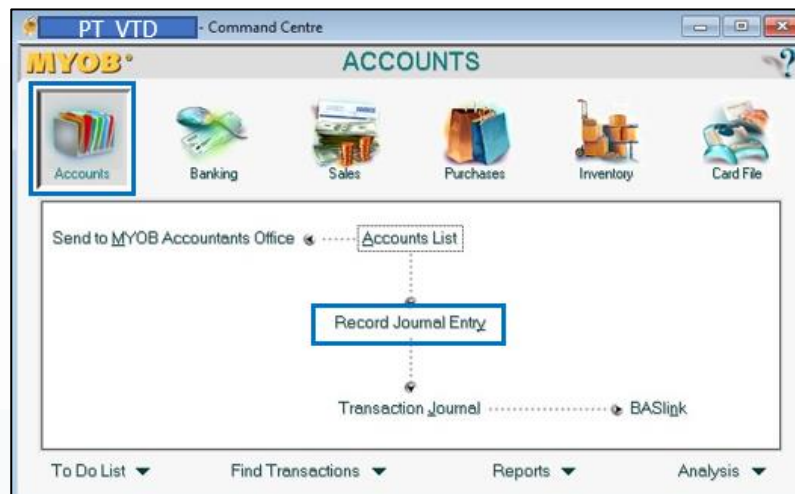 PT VTD - Command Centre
MYOB® ACCOUNTS ?
Accounts Banking Sales Purchases Inventory Card File
Send to MYOB Accountants Office Accounts List
Record Journal Entry
Transaction Journal BASlink
To Do List Find Transactions Reports Analysis